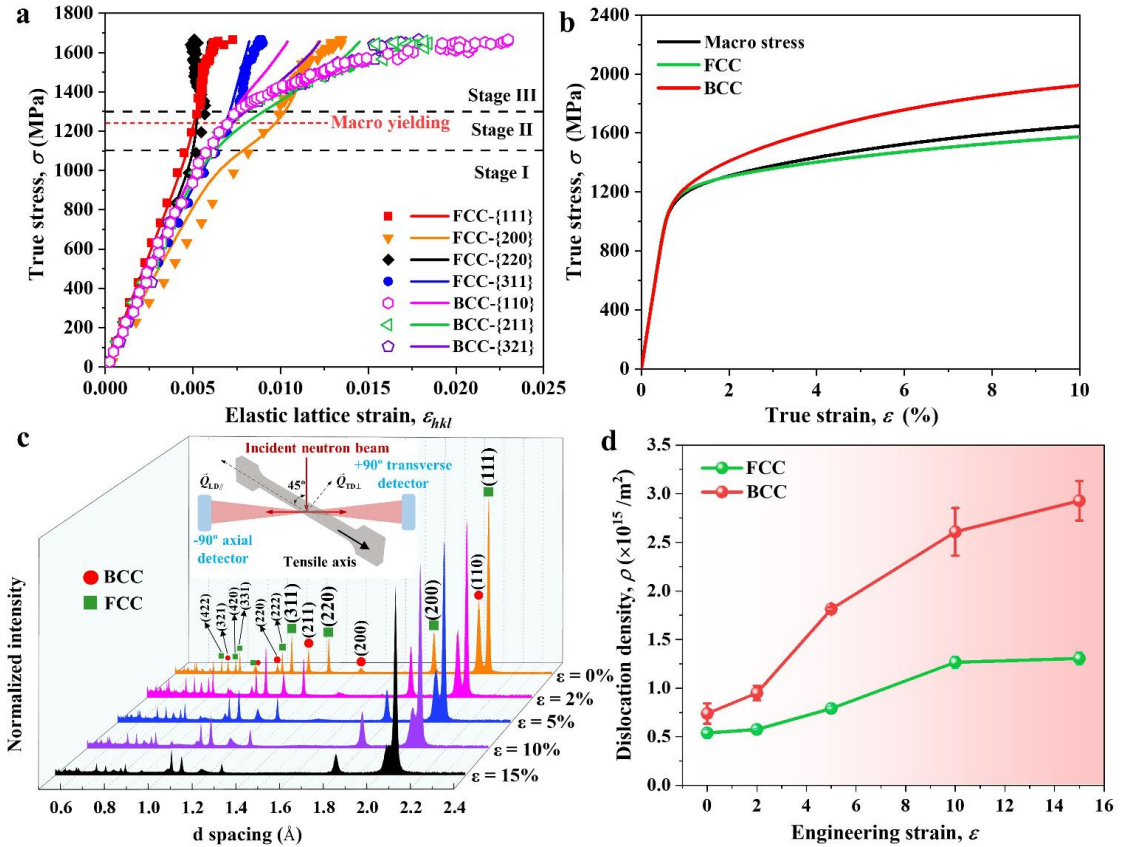 a
1800
1600
1400
1200
1000
800
600
400
200
0
True stress, σ (MPa)
Stage III
Macro yielding
Stage II
Stage I
FCC-{111}
FCC-{200}
FCC-{220}
FCC-{311}
BCC-{110}
BCC-{211}
BCC-{321}
0.000 0.005 0.010 0.015 0.020 0.025
Elastic lattice strain, εhkl
b
2400
2000
1600
1200
800
400
0
True stress, σ (MPa)
Macro stress
FCC
BCC
0 2 4 6 8 10
True strain, ε (%)
c
Incident neutron beam
+90° transverse
detector
45°
Q⃗LD//
Q⃗TD⊥
-90° axial
detector
Tensile axis
BCC
FCC
Normalized intensity
(422)
(321)
(420)
(331)
(220)
(222)
(311)
(211)
(220)
(200)
(200)
(110)
(111)
ε = 0%
ε = 2%
ε = 5%
ε = 10%
ε = 15%
0.6 0.8 1.0 1.2 1.4 1.6 1.8 2.0 2.2 2.4
d spacing (Å)
d
3.5
3.0
2.5
2.0
1.5
1.0
0.5
0.0
Dislocation density, ρ (×10¹⁵ /m²)
FCC
BCC
0 2 4 6 8 10 12 14 16
Engineering strain, ε